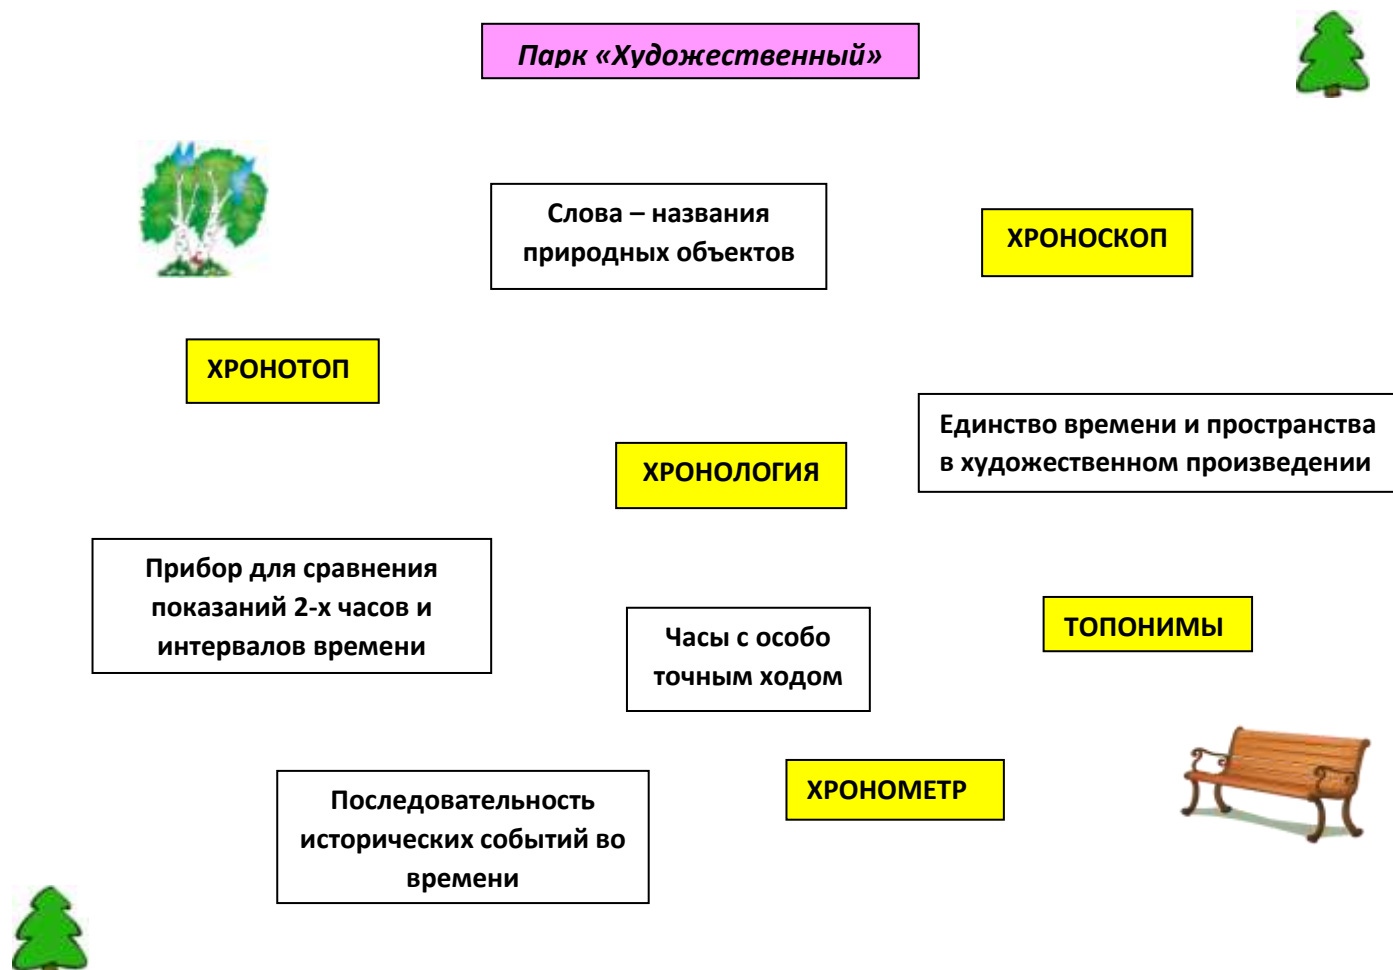 Парк «Художественный»
Слова – названия
природных объектов
ХРОНОСКОП
ХРОНОТОП
Единство времени и пространства
в художественном произведении
ХРОНОЛОГИЯ
Прибор для сравнения
показаний 2-х часов и
интервалов времени
Часы с особо
точным ходом
ТОПОНИМЫ
ХРОНОМЕТР
Последовательность
исторических событий во
времени